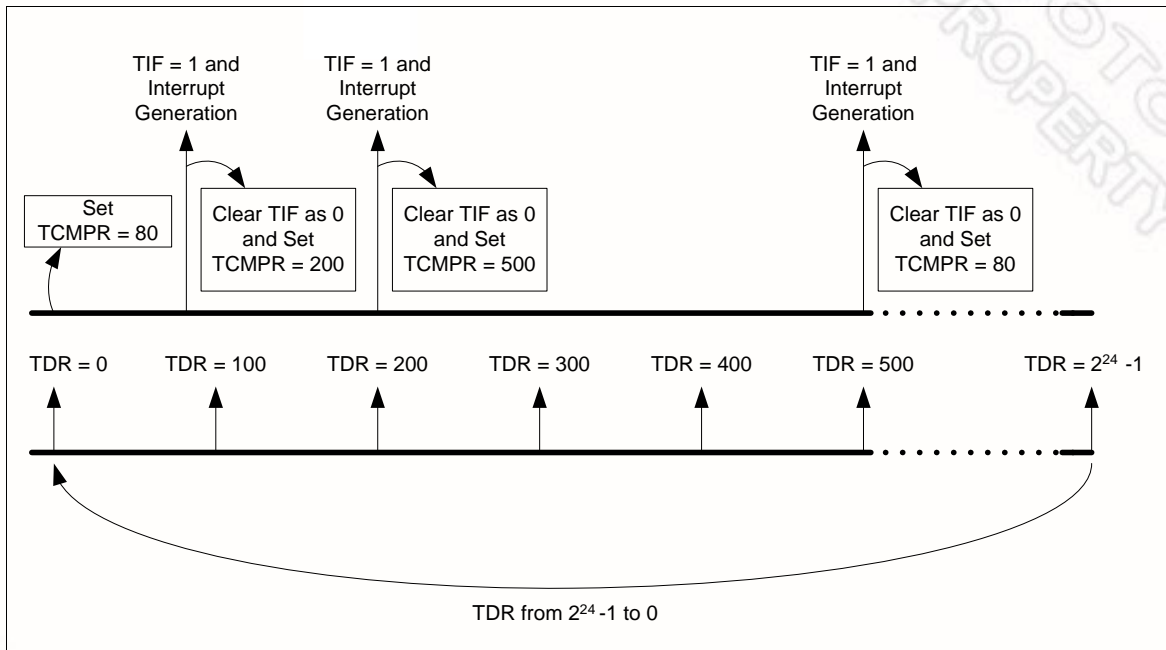 TIF = 1 and
Interrupt
Generation
TIF = 1 and
Interrupt
Generation
TIF = 1 and
Interrupt
Generation
Set
TCMPR = 80
Clear TIF as 0
and Set
TCMPR = 200
Clear TIF as 0
and Set
TCMPR = 500
Clear TIF as 0
and Set
TCMPR = 80
TDR = 0
TDR = 100
TDR = 200
TDR = 300
TDR = 400
TDR = 500
TDR = 2²⁴ -1
TDR from 2²⁴ -1 to 0
PROPERTY